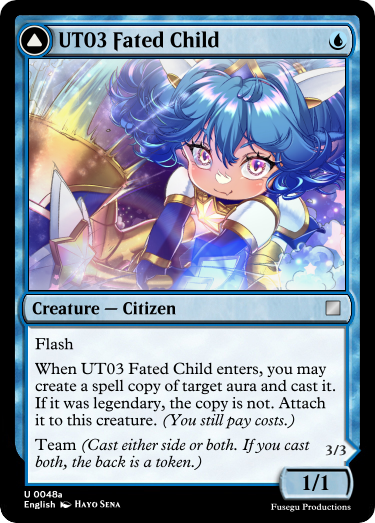 UT03 Fated Child
Creature — Citizen
Flash
When UT03 Fated Child enters, you may
create a spell copy of target aura and cast it.
If it was legendary, the copy is not. Attach
it to this creature. (You still pay costs.)
Team (Cast either side or both. If you cast
both, the back is a token.)
3/3
1/1
U 0048a
English HAYO SENA
Fusegu Productions